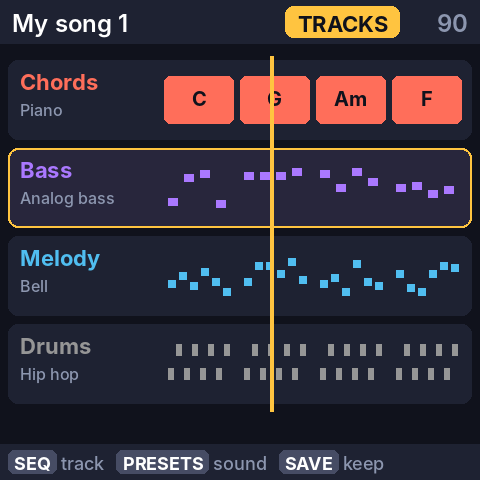 My song 1 TRACKS 90
Chords
Piano
C G Am F
Bass
Analog bass
Melody
Bell
Drums
Hip hop
SEQ track PRESETS sound SAVE keep